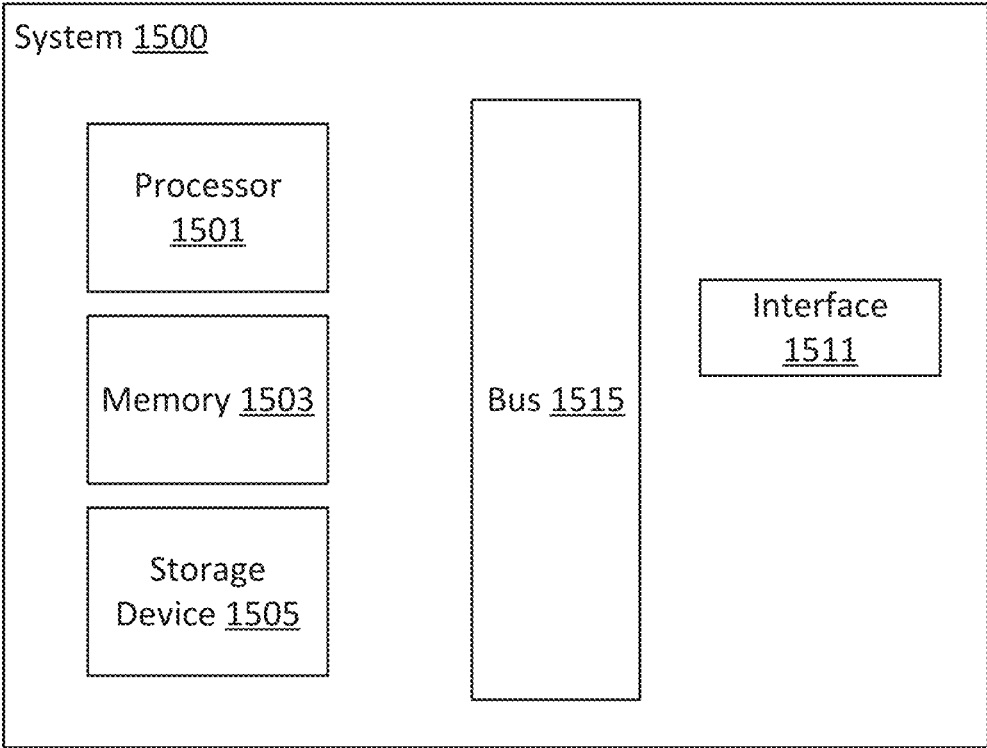 System 1500
Processor
1501
Memory 1503
Storage
Device 1505
Bus 1515
Interface
1511